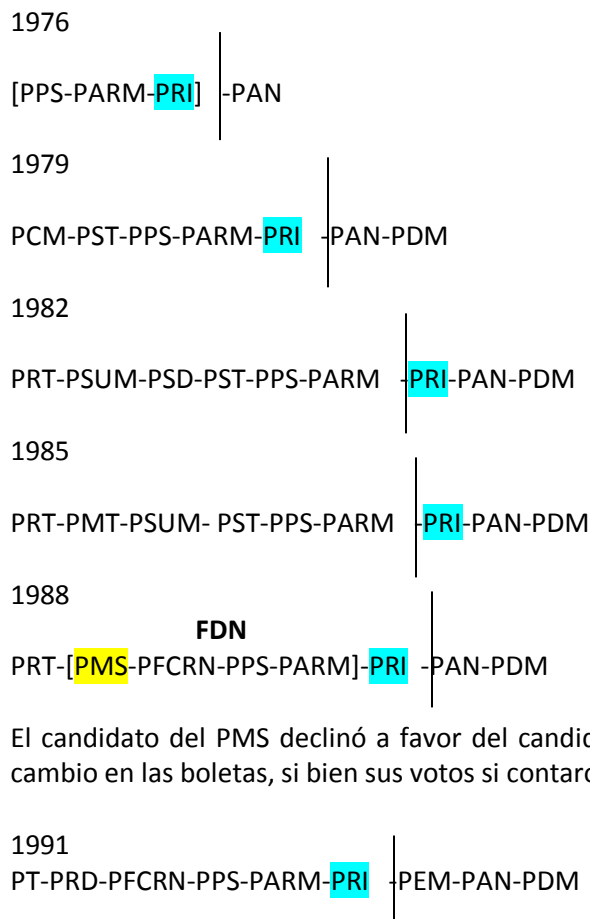 1976
[PPS-PARM-PRI] -PAN
1979
PCM-PST-PPS-PARM-PRI -PAN-PDM
1982
PRT-PSUM-PSD-PST-PPS-PARM -PRI-PAN-PDM
1985
PRT-PMT-PSUM- PST-PPS-PARM -PRI-PAN-PDM
1988
FDN
PRT-[PMS-PFCRN-PPS-PARM]-PRI -PAN-PDM
El candidato del PMS declinó a favor del
cambio en las boletas, si bien sus votos si
1991
PT-PRD-PFCRN-PPS-PARM-PRI -PEM-PAN-PDM